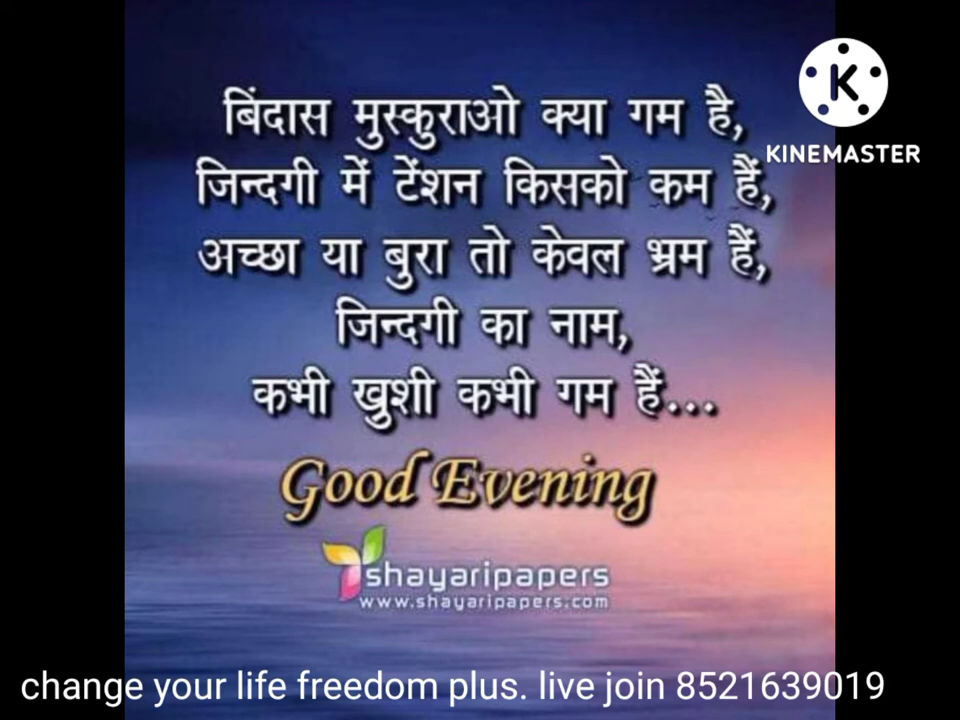 बिंदास मुस्कुराओ क्या गम है,
जिन्दगी में टेंशन किसको कम हैं,
अच्छा या बुरा तो केवल भ्रम हैं,
जिन्दगी का नाम,
कभी खुशी कभी गम हैं...
Good Evening
shayaripapers
www.shayaripapers.com
K
KINEMASTER
change your life freedom plus. live join 8521639019